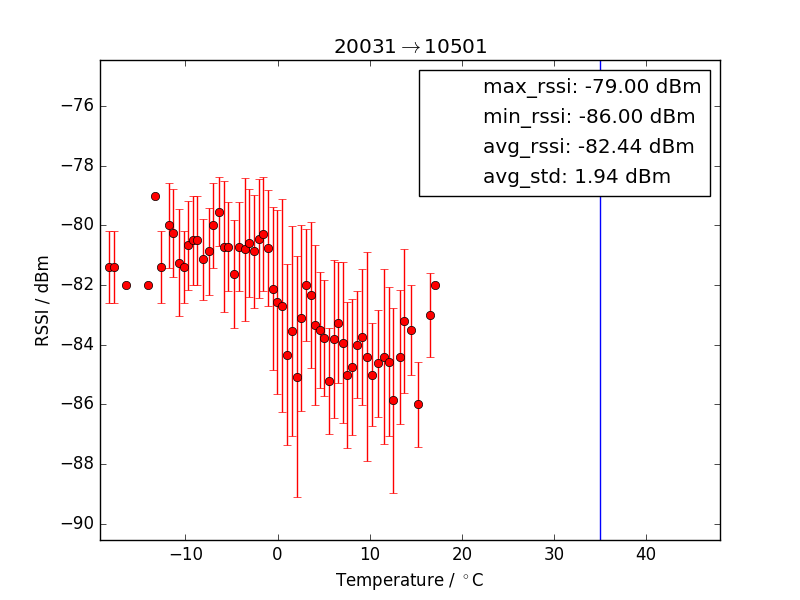 20031→10501
max_rssi: -79.00 dBm
min_rssi: -86.00 dBm
avg_rssi: -82.44 dBm
avg_std: 1.94 dBm
−76
−78
−80
−82
−84
−86
−88
−90
RSSI / dBm
−10 0 10 20 30 40
Temperature / °C